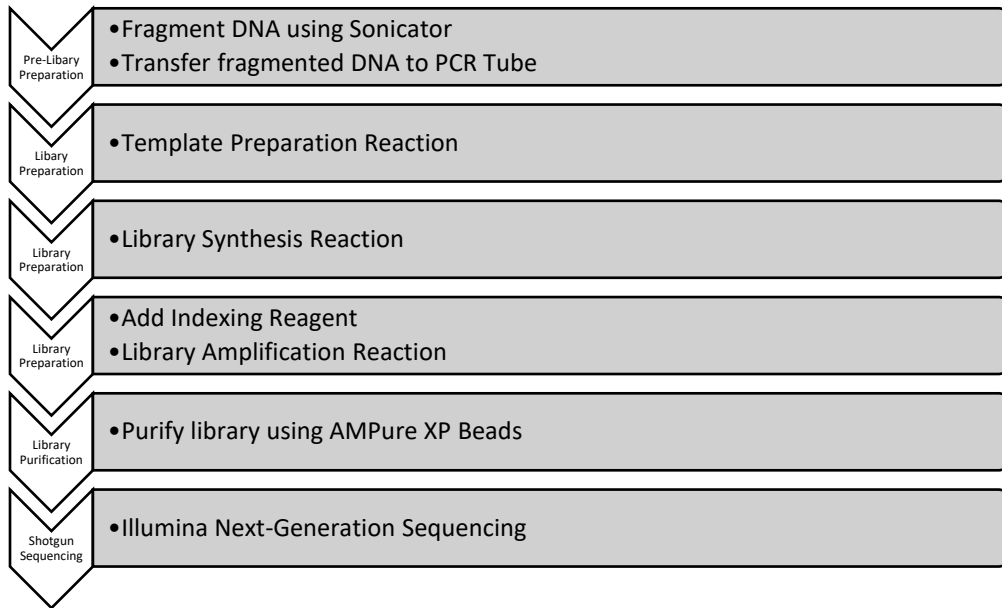 Pre-Libary
Preparation
•Fragment DNA using Sonicator
•Transfer fragmented DNA to PCR Tube
Libary
Preparation
•Template Preparation Reaction
Library
Preparation
•Library Synthesis Reaction
Library
Preparation
•Add Indexing Reagent
•Library Amplification Reaction
Library
Purification
•Purify library using AMPure XP Beads
Shotgun
Sequencing
•Illumina Next-Generation Sequencing